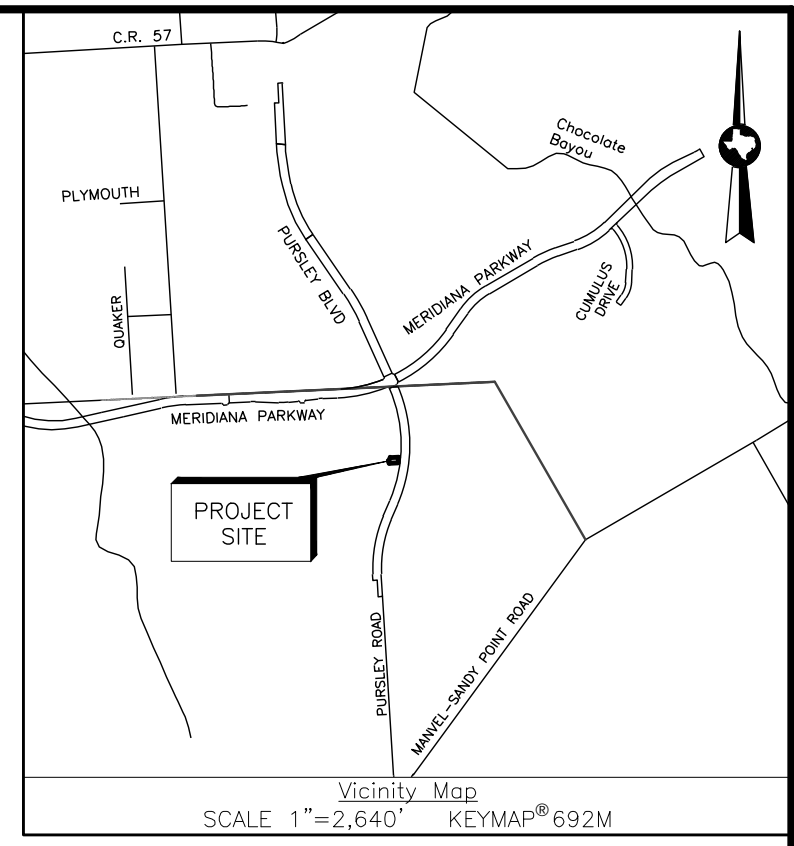 C.R. 57
Chocolate
Bayou
PLYMOUTH
PURSLEY BLVD
MERIDIANA PARKWAY
CUMULUS
DRIVE
QUAKER
MERIDIANA PARKWAY
PROJECT
SITE
PURSLEY ROAD
MANVEL-SANDY POINT ROAD
Vicinity Map
SCALE 1"=2,640' KEYMAP® 692M